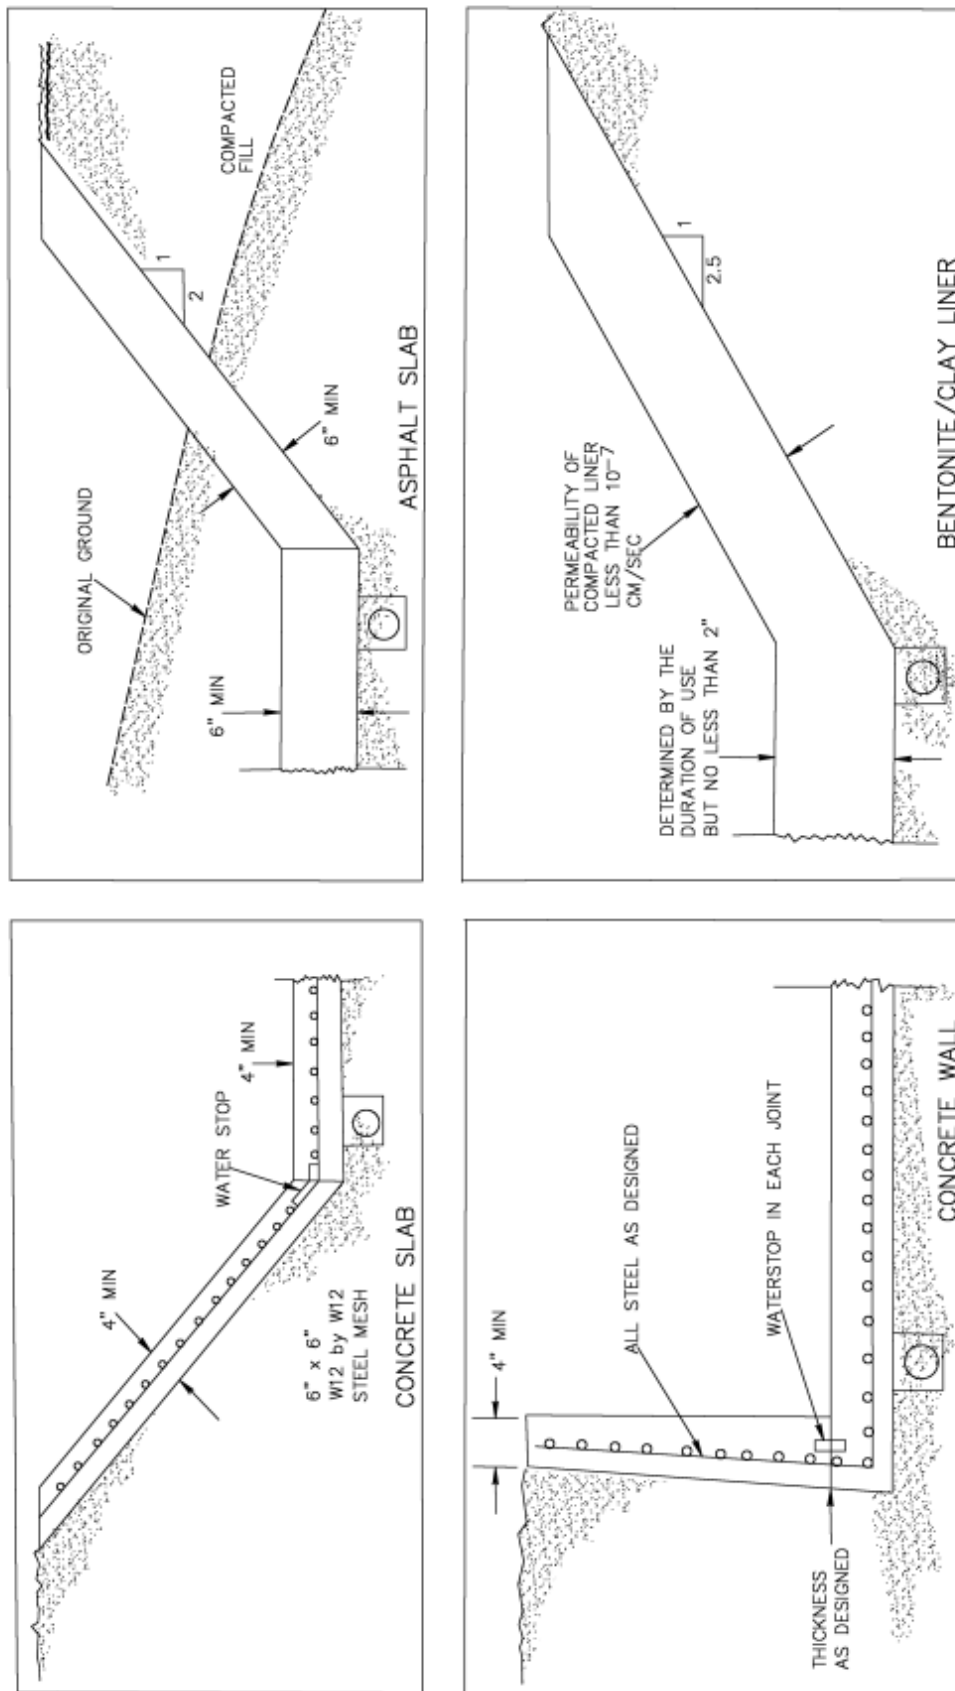 ORIGINAL GROUND
COMPACTED
FILL
1
2
6" MIN
6" MIN
ASPHALT SLAB
PERMEABILITY OF
COMPACTED LINER
LESS THAN 10-7
CM/SEC
1
2.5
DETERMINED BY THE
DURATION OF USE
BUT NO LESS THAN 2"
BENTONITE/CLAY LINER
4" MIN
WATER STOP
4" MIN
6" x 6"
W12 by W12
STEEL MESH
CONCRETE SLAB
4" MIN
ALL STEEL AS DESIGNED
WATERSTOP IN EACH JOINT
THICKNESS
AS DESIGNED
CONCRETE WALL